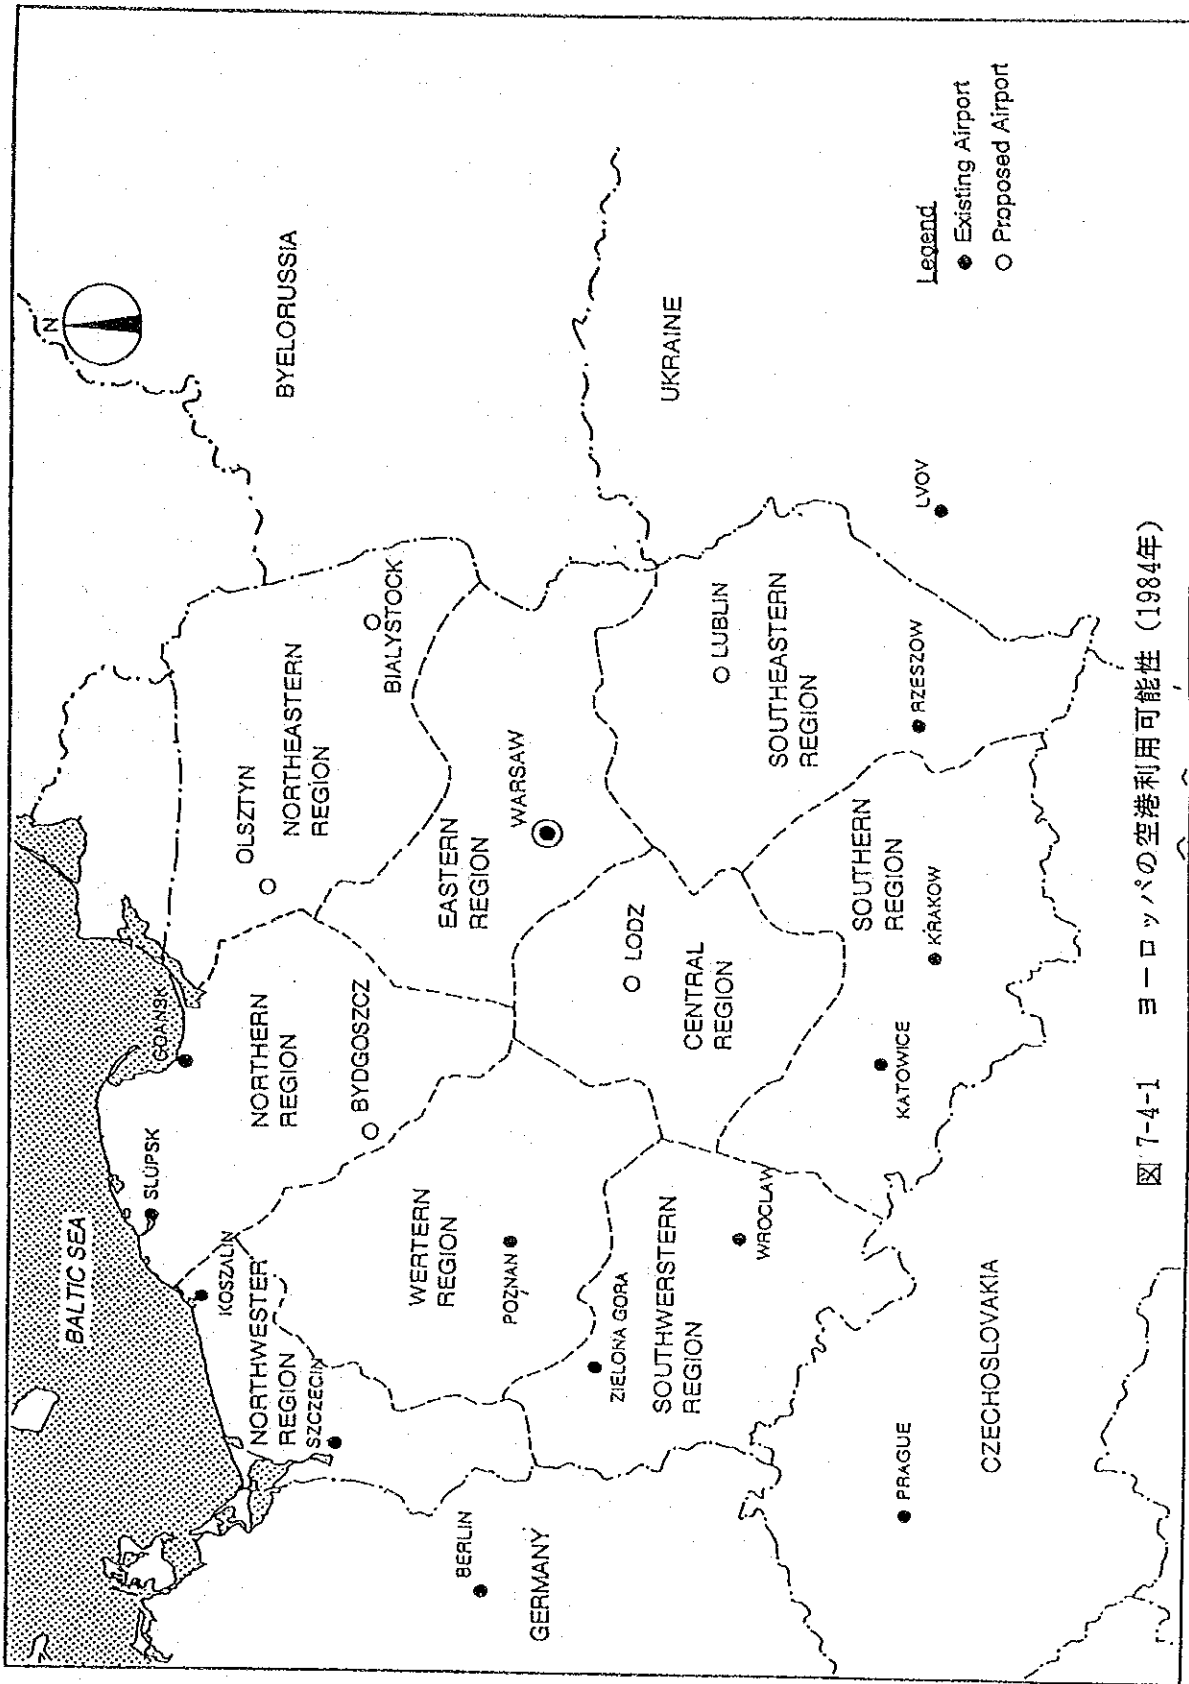 BALTIC SEA
N
SLUPSK
GDANSK
KOSZALIN
NORTHWESTER
REGION
SZCZECIN
NORTHERN
REGION
BYDGOSZCZ
OLSZTYN
NORTHEASTERN
REGION
BIALYSTOCK
BYELORUSSIA
BERLIN
GERMANY
WERTERN
REGION
POZNAN
EASTERN
REGION
WARSAW
ZIELONA GORA
SOUTHWERSTERN
REGION
WROCLAW
LODZ
CENTRAL
REGION
LUBLIN
SOUTHEASTERN
REGION
UKRAINE
PRAGUE
CZECHOSLOVAKIA
KATOWICE
SOUTHERN
REGION
KRAKOW
RZESZOW
LVOV
Legend
Existing Airport
Proposed Airport
図 7-4-1 ヨーロッパの空港利用可能性 (1984年)